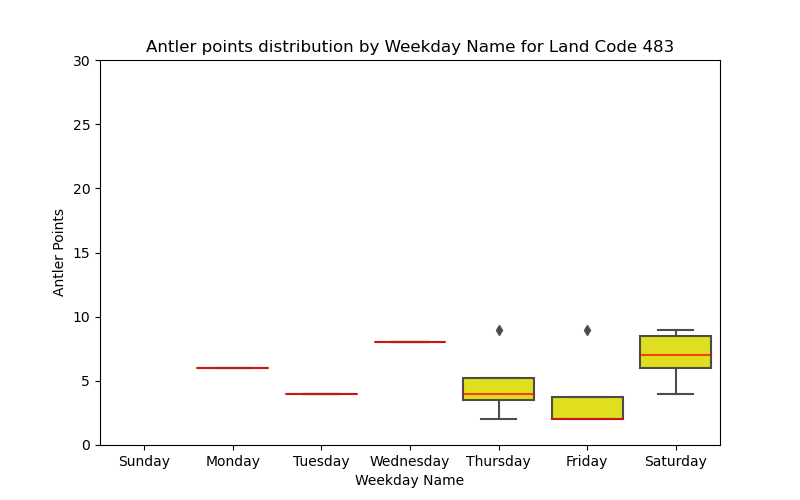 Antler points distribution by Weekday Name for Land Code 483
30
25
20
15
10
5
0
Antler Points
Sunday Monday Tuesday Wednesday Thursday Friday Saturday
Weekday Name